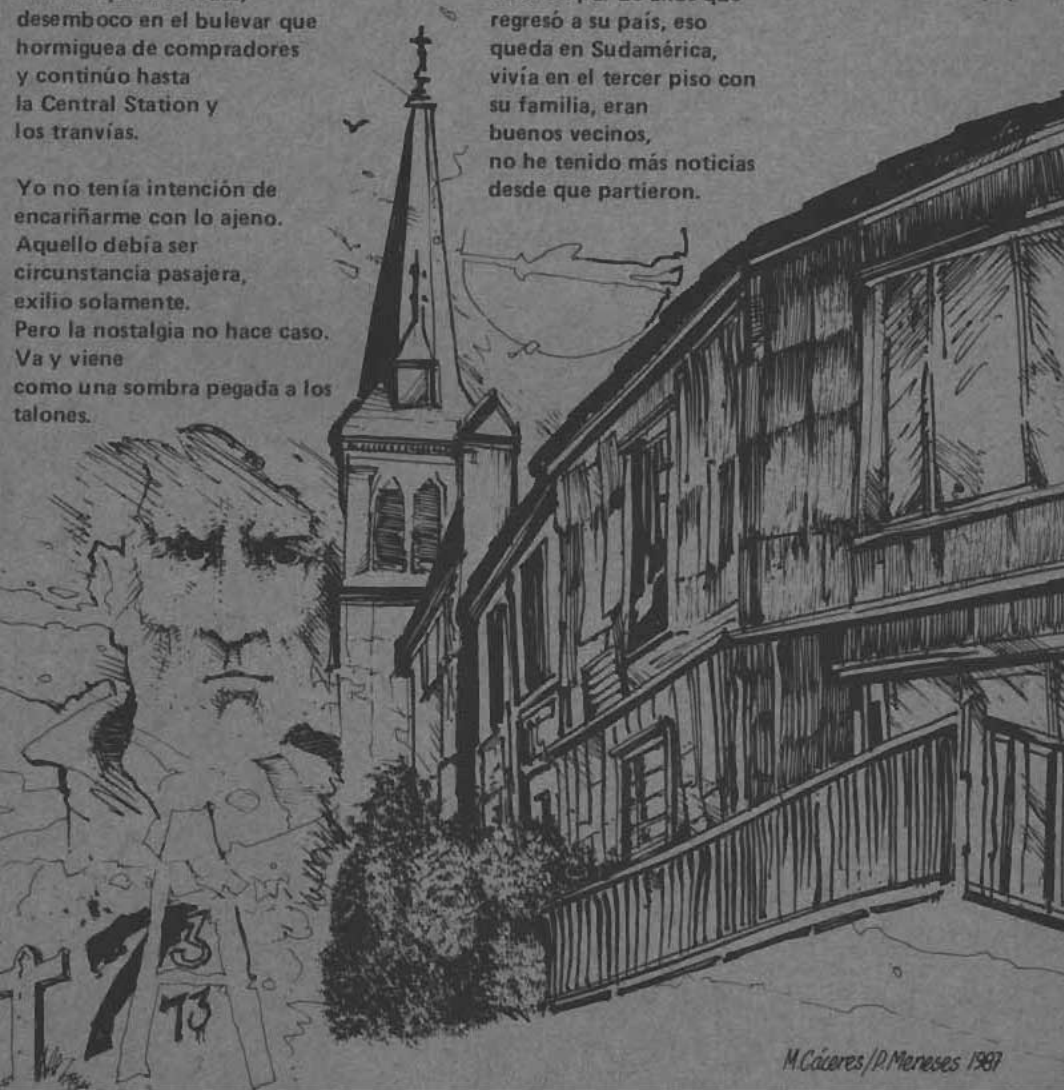 desemboco en el bulevar que
hormiguea de compradores
y continúo hasta
la Central Station y
los tranvías.
Yo no tenía intención de
encariñarme con lo ajeno.
Aquello debía ser
circunstancia pasajera,
exilio solamente.
Pero la nostalgia no hace caso.
Va y viene
como una sombra pegada a los
talones.
regresó a su país, eso
queda en Sudamérica,
vivía en el tercer piso con
su familia, eran
buenos vecinos,
no he tenido más noticias
desde que partieron.
3
73
M.Cáceres/D.Meneses 1987